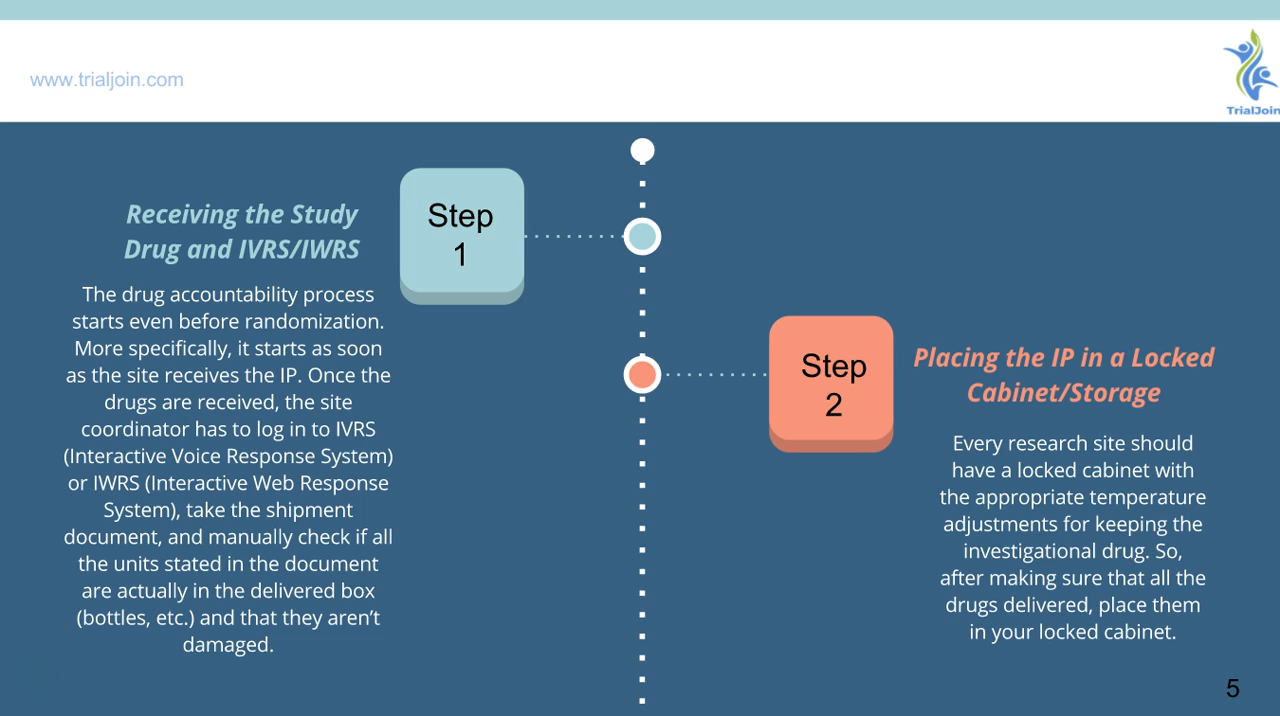 www.trialjoin.com
TrialJoin
Receiving the Study
Drug and IVRS/IWRS
Step
1
The drug accountability process
starts even before randomization.
More specifically, it starts as soon
as the site receives the IP. Once the
drugs are received, the site
coordinator has to log in to IVRS
(Interactive Voice Response System)
or IWRS (Interactive Web Response
System), take the shipment
document, and manually check if all
the units stated in the document
are actually in the delivered box
(bottles, etc.) and that they aren’t
damaged.
Step
2
Placing the IP in a Locked
Cabinet/Storage
Every research site should
have a locked cabinet with
the appropriate temperature
adjustments for keeping the
investigational drug. So,
after making sure that all the
drugs delivered, place them
in your locked cabinet.
5